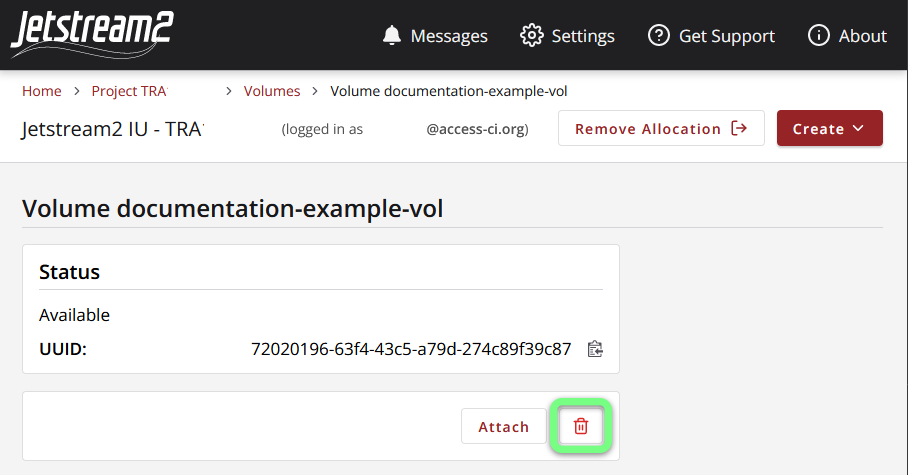 Jetstream2
Messages Settings Get Support About
Home > Project TRA > Volumes > Volume documentation-example-vol
Jetstream2 IU - TRA (logged in as @access-ci.org) Remove Allocation Create
Volume documentation-example-vol
Status
Available
UUID: 72020196-63f4-43c5-a79d-274c89f39c87
Attach